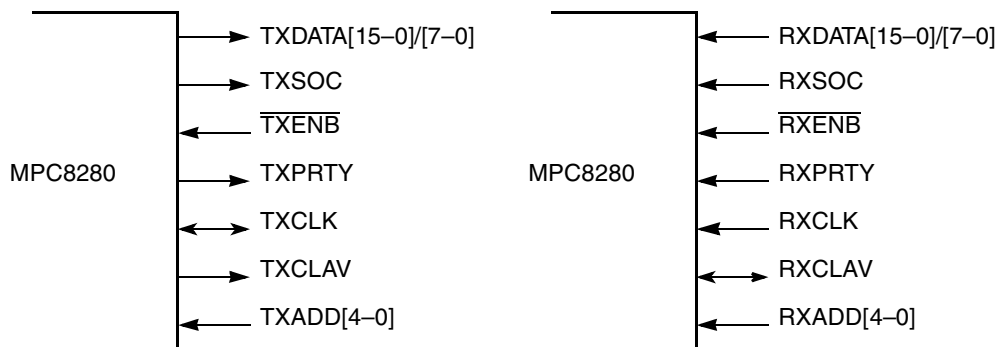 TXDATA[15–0]/[7–0]
TXSOC
TXENB
MPC8280
TXPRTY
TXCLK
TXCLAV
TXADD[4–0]
RXDATA[15–0]/[7–0]
RXSOC
RXENB
MPC8280
RXPRTY
RXCLK
RXCLAV
RXADD[4–0]